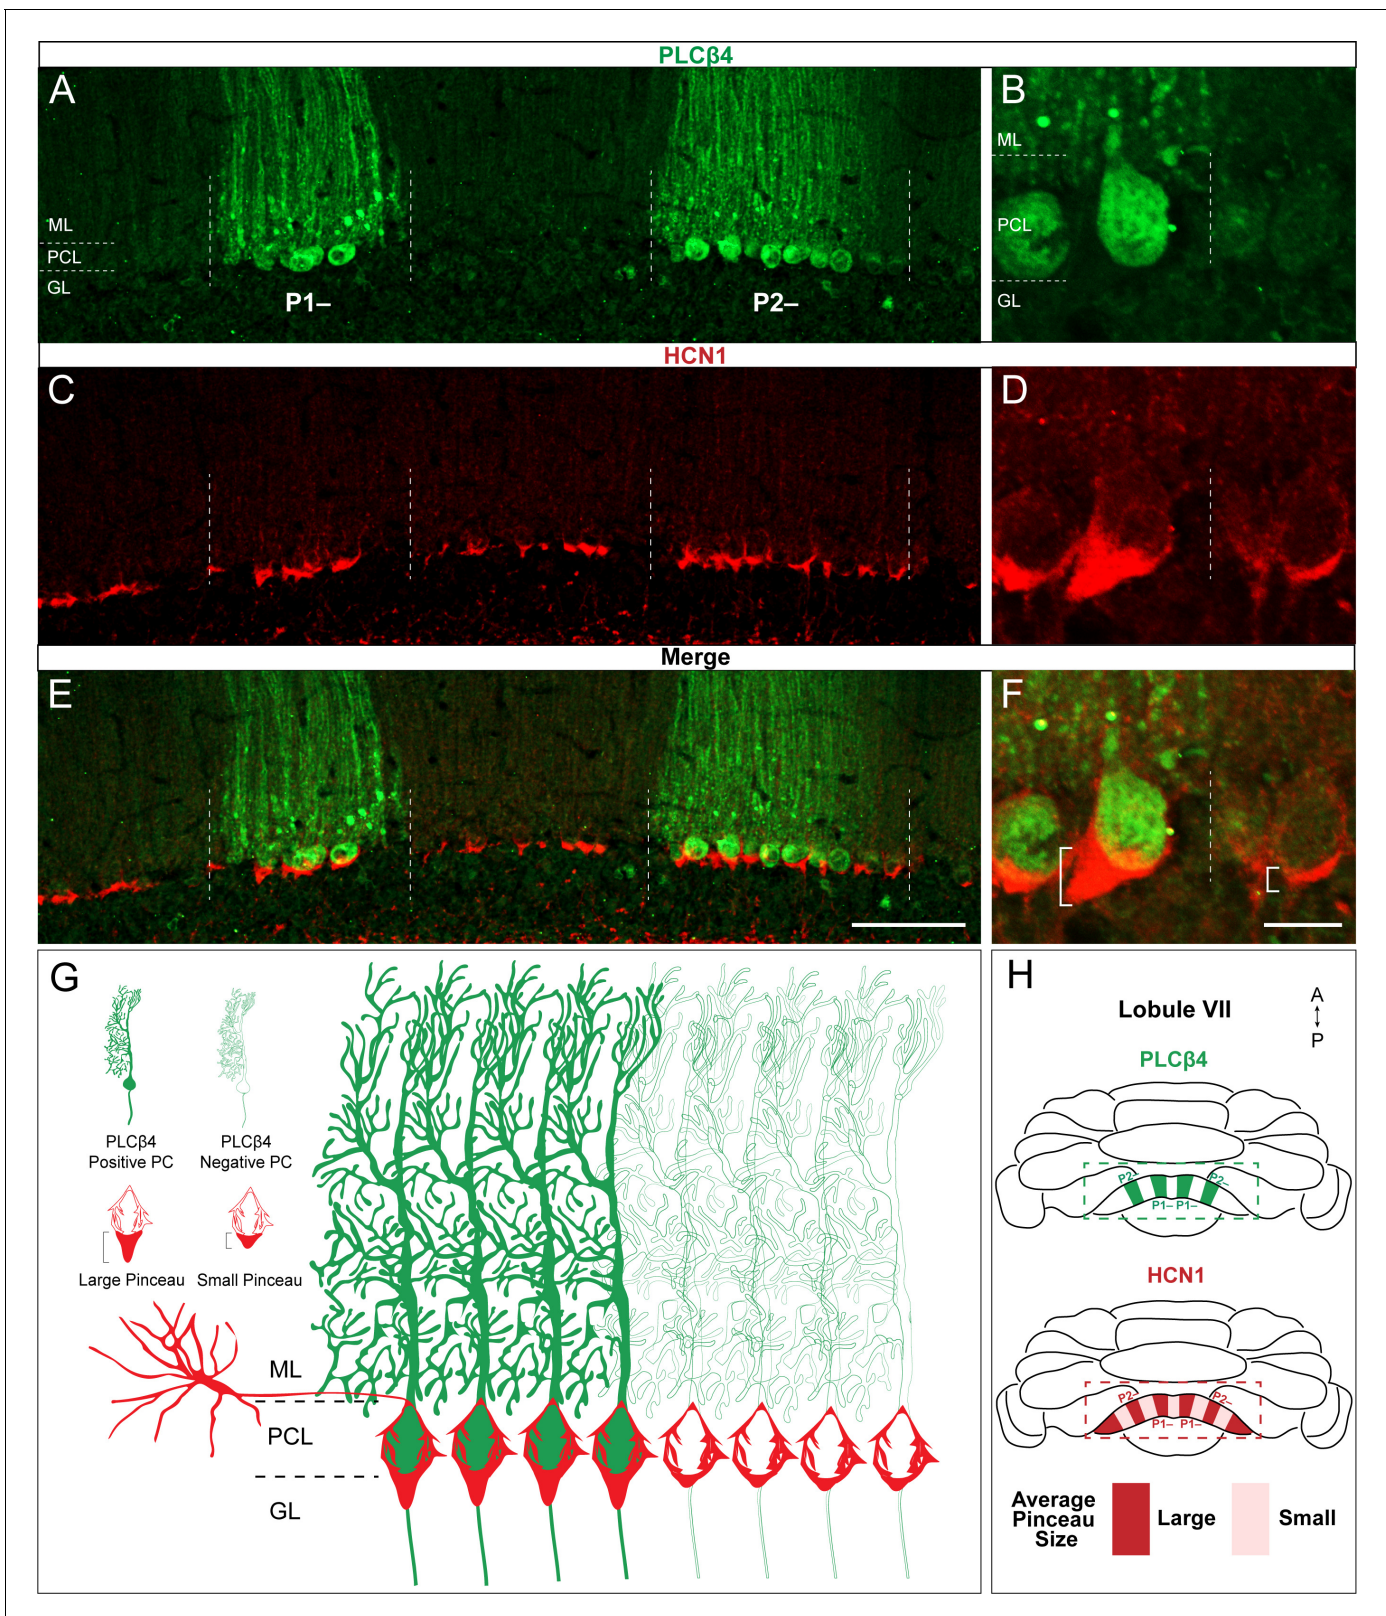 PLCβ4
A
ML
PCL
GL
P1–
P2–
B
ML
PCL
GL
HCN1
C
D
Merge
E
F
G
PLCβ4
Positive PC
PLCβ4
Negative PC
Large Pinceau
Small Pinceau
ML
PCL
GL
H
Lobule VII
A
P
PLCβ4
P2–
P2–
P1–
P1–
HCN1
P2–
P2–
P1–
P1–
Average
Pinceau
Size
Large
Small